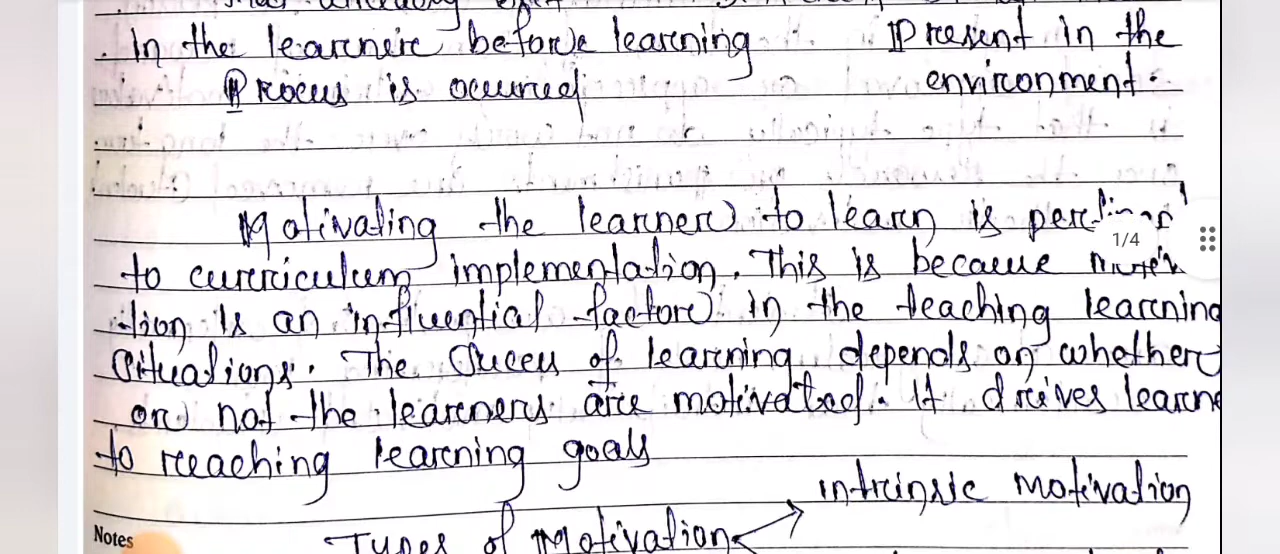 In the learner before learning Present in the
Process is occurred environment.
Motivating the learner to learn is
to curriculum implementation. This is because
tion is an influential factor in the teaching learning
situations. The Success of learning depends on whether
or not the learners are motivated. It drives learne
to reaching learning goals
intrinsic motivation
Notes Types of Motivation
1/4